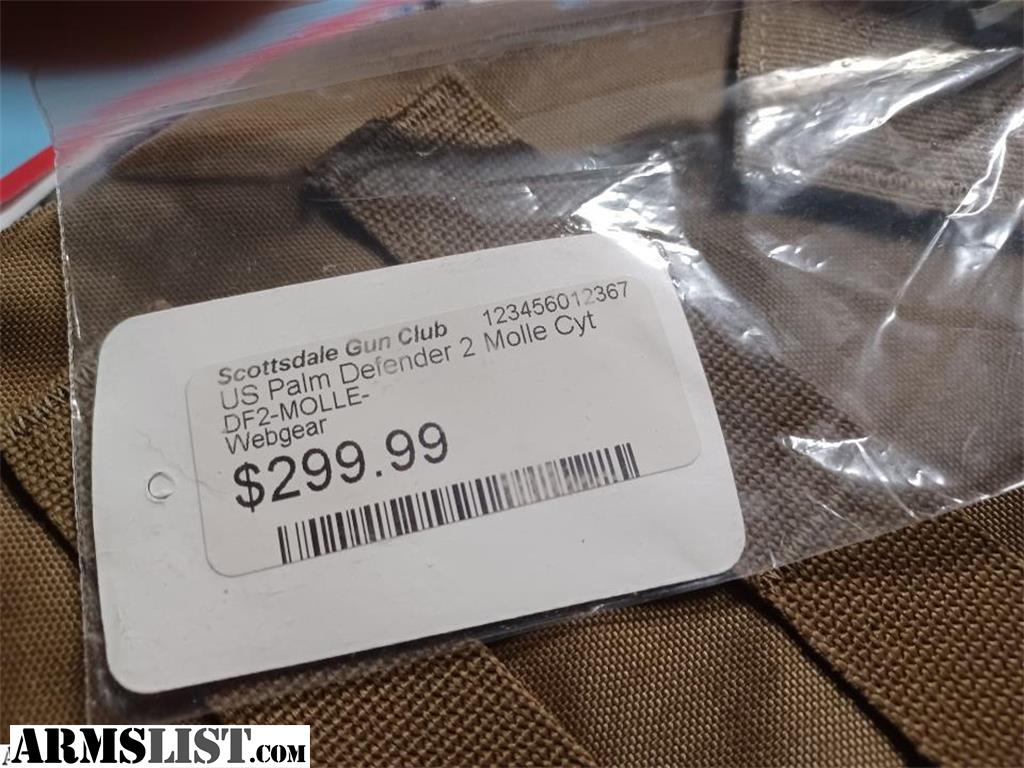 Scottsdale Gun Club 123456012367
US Palm Defender 2 Molle Cyt
DF2-MOLLE-
Webgear
$299.99
ARMSLIST.com